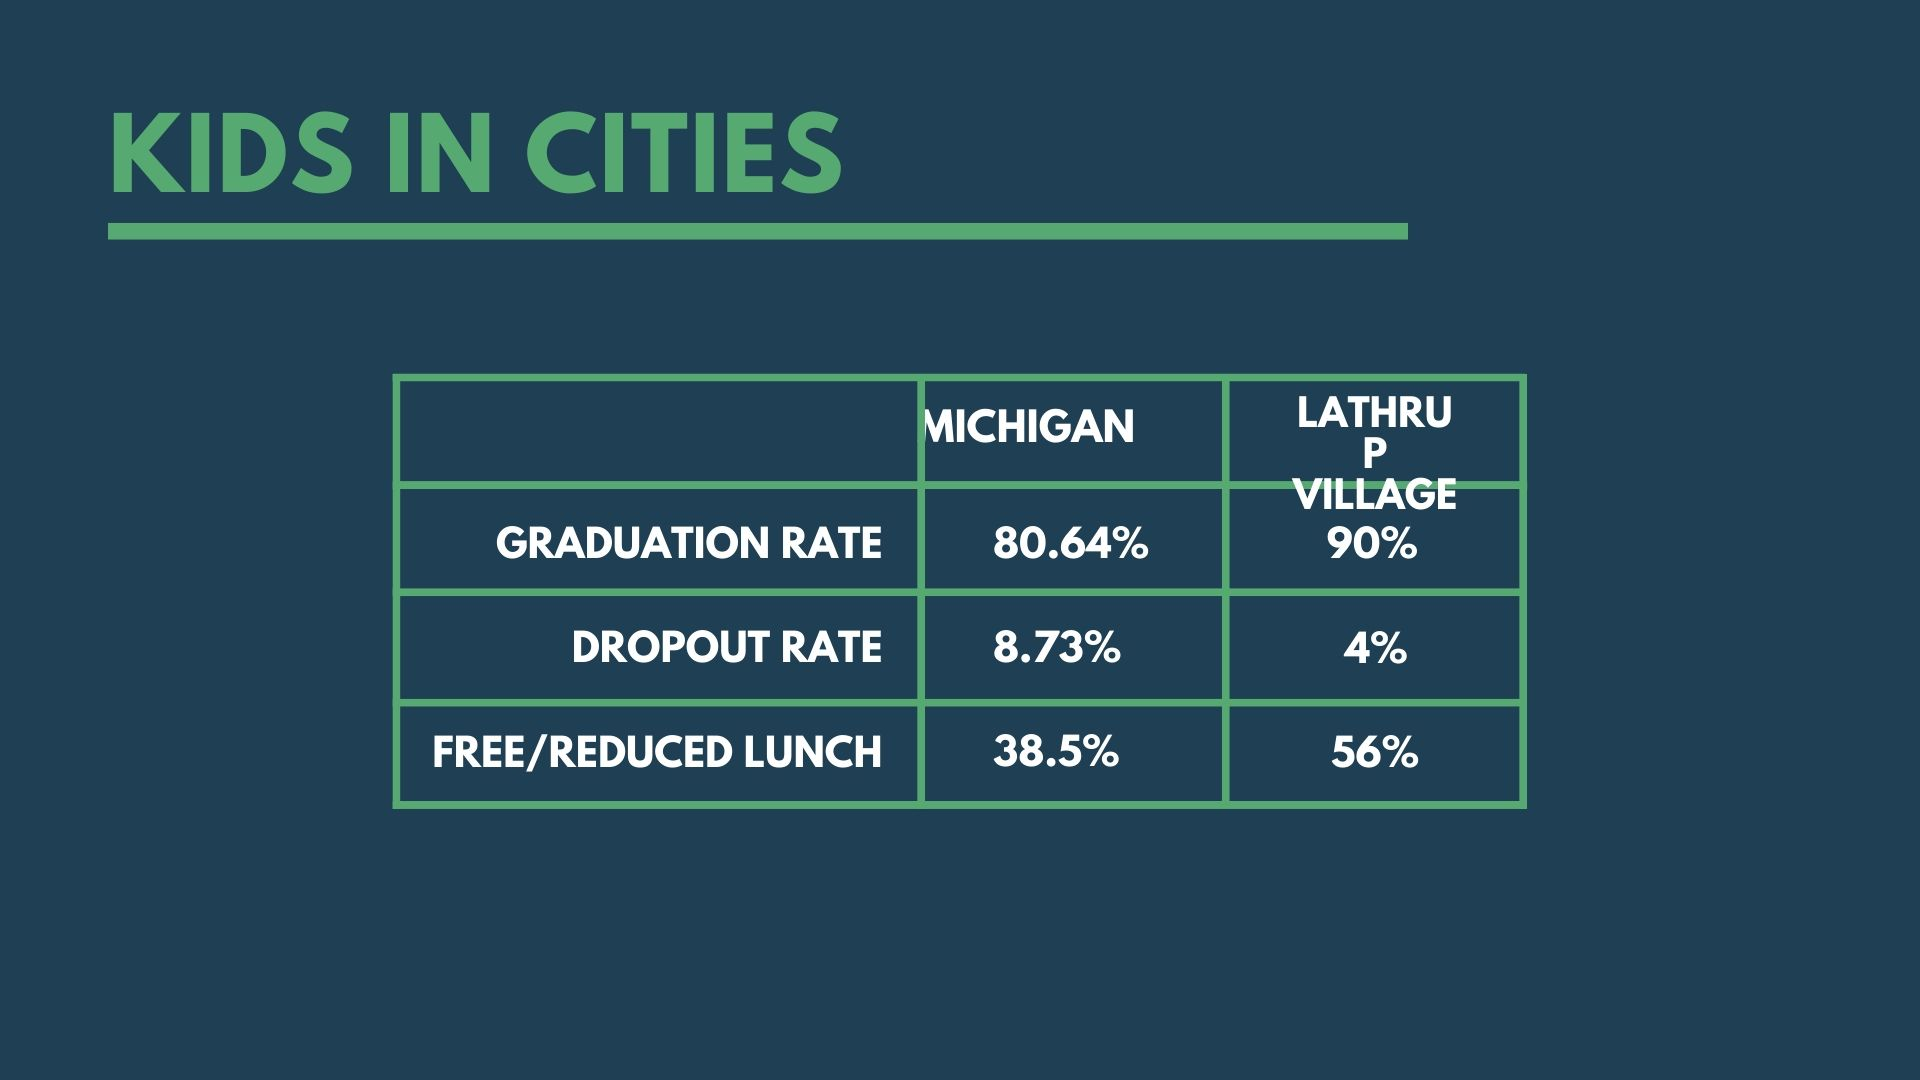 KIDS IN CITIES
MICHIGAN
LATHRU
P
VILLAGE
GRADUATION RATE 80.64% 90%
DROPOUT RATE 8.73% 4%
FREE/REDUCED LUNCH 38.5% 56%